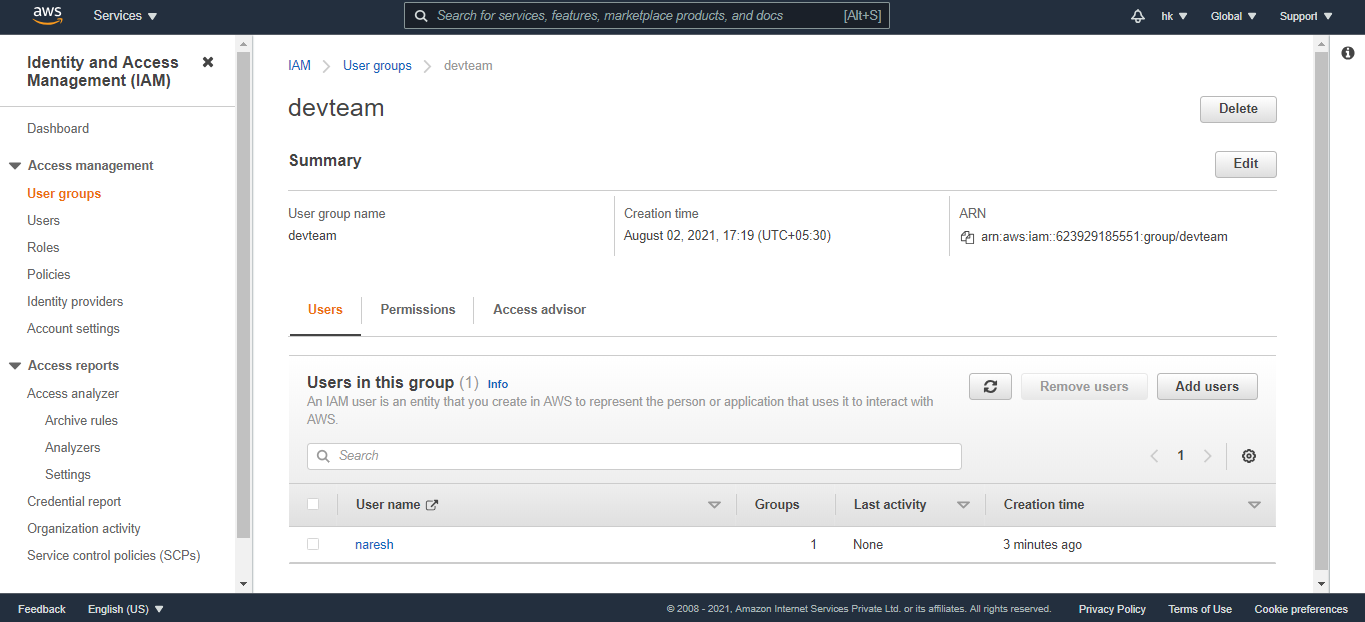 aws Services Search for services, features, marketplace products, and docs [Alt+S] hk Global Support
Identity and Access
Management (IAM)
Dashboard
Access management
User groups
Users
Roles
Policies
Identity providers
Account settings
Access reports
Access analyzer
Archive rules
Analyzers
Settings
Credential report
Organization activity
Service control policies (SCPs)
IAM User groups devteam
devteam Delete
Summary Edit
User group name Creation time ARN
devteam August 02, 2021, 17:19 (UTC+05:30) arn:aws:iam::623929185551:group/devteam
Users Permissions Access advisor
Users in this group (1) Info Remove users Add users
An IAM user is an entity that you create in AWS to represent the person or application that uses it to interact with
AWS.
Search 1
User name Groups Last activity Creation time
naresh 1 None 3 minutes ago
Feedback English (US) © 2008 - 2021, Amazon Internet Services Private Ltd. or its affiliates. All rights reserved. Privacy Policy Terms of Use Cookie preferences